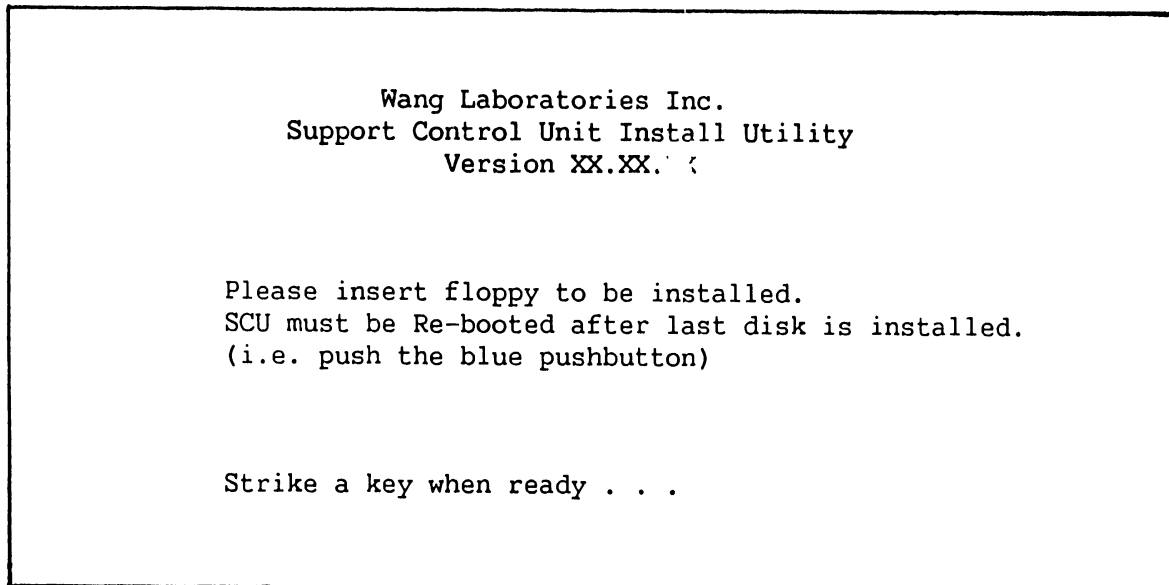 Wang Laboratories Inc.
Support Control Unit Install Utility
Version XX.XX.
Please insert floppy to be installed.
SCU must be Re-booted after last disk is installed.
(i.e. push the blue pushbutton)
Strike a key when ready . . .